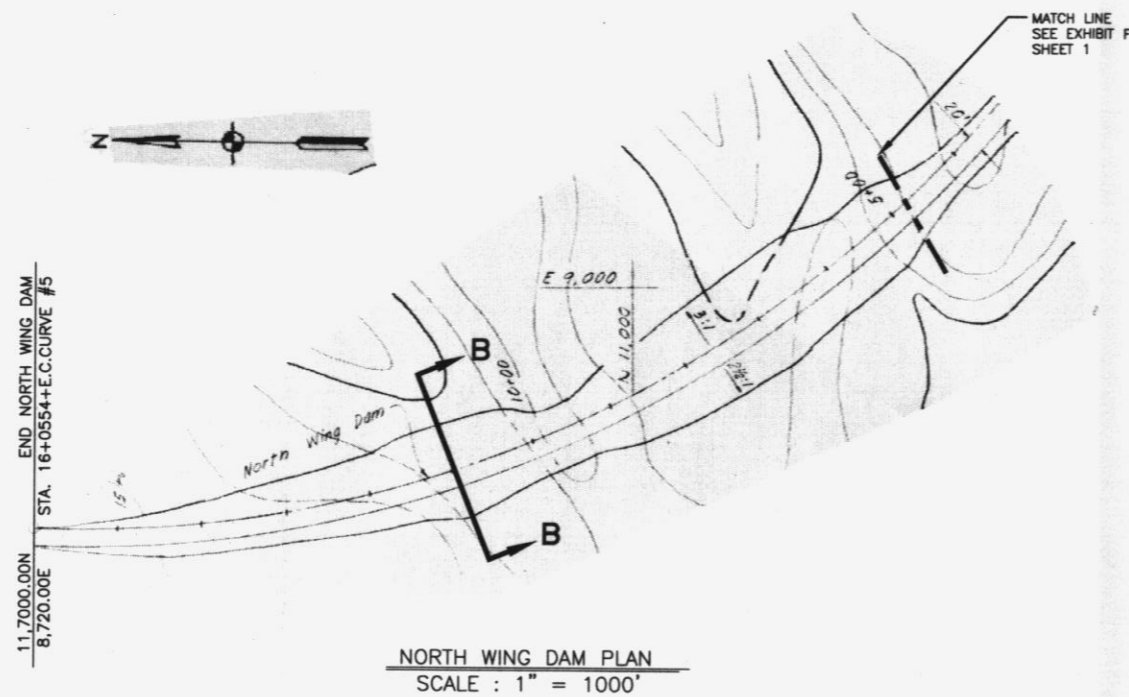 MATCH LINE
SEE EXHIBIT F
SHEET 1
N
20'
5+00
E 9,000
N 11,000
3:1
2½:1
B
10+00
North Wing Dam
B
END NORTH WING DAM
STA. 16+0554+E.C.CURVE #5
11,7000.00N
8,720.00E
NORTH WING DAM PLAN
SCALE : 1" = 1000'